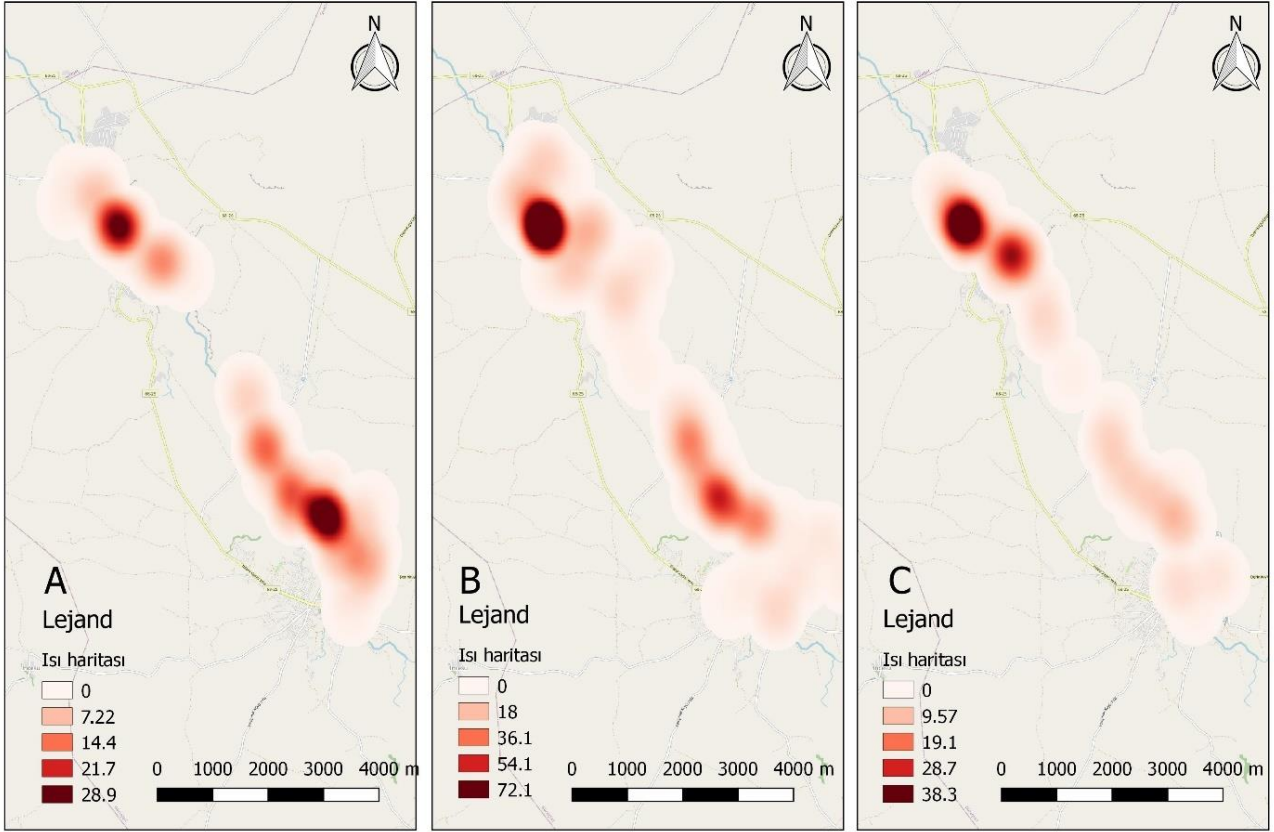 N
A
Lejand
Isı haritası
0
7.22
14.4
21.7
28.9
0 1000 2000 3000 4000 m
N
B
Lejand
Isı haritası
0
18
36.1
54.1
72.1
0 1000 2000 3000 4000 m
N
C
Lejand
Isı haritası
0
9.57
19.1
28.7
38.3
0 1000 2000 3000 4000 m